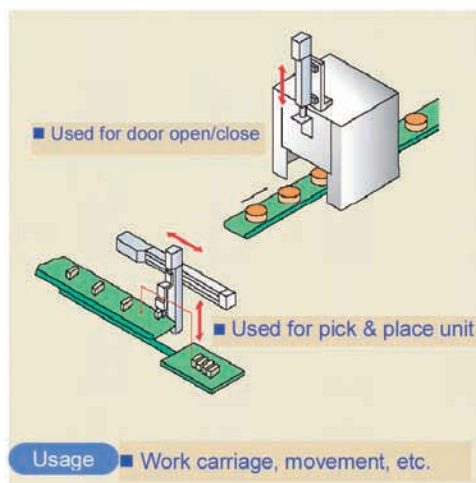 ■ Used for door open/close
■ Used for pick & place unit
Usage ■ Work carriage, movement, etc.